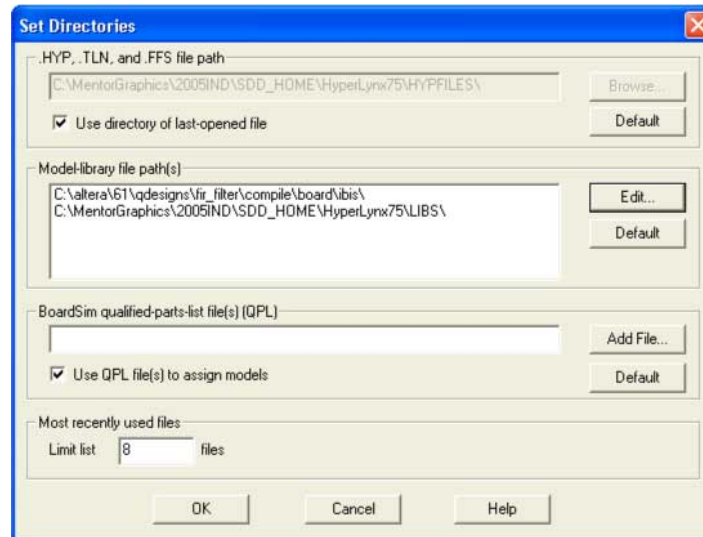 Set Directories
.HYP, .TLN, and .FFS file path
C:\MentorGraphics\2005IND\SDD_HOME\HyperLynx75\HYPFILES\
Browse...
Use directory of last-opened file
Default
Model-library file path(s)
C:\altera\61\qdesigns\fir_filter\compile\board\ibis\
C:\MentorGraphics\2005IND\SDD_HOME\HyperLynx75\LIBS\
Edit...
Default
BoardSim qualified-parts-list file(s) (QPL)
Add File...
Use QPL file(s) to assign models
Default
Most recently used files
Limit list 8 files
OK Cancel Help